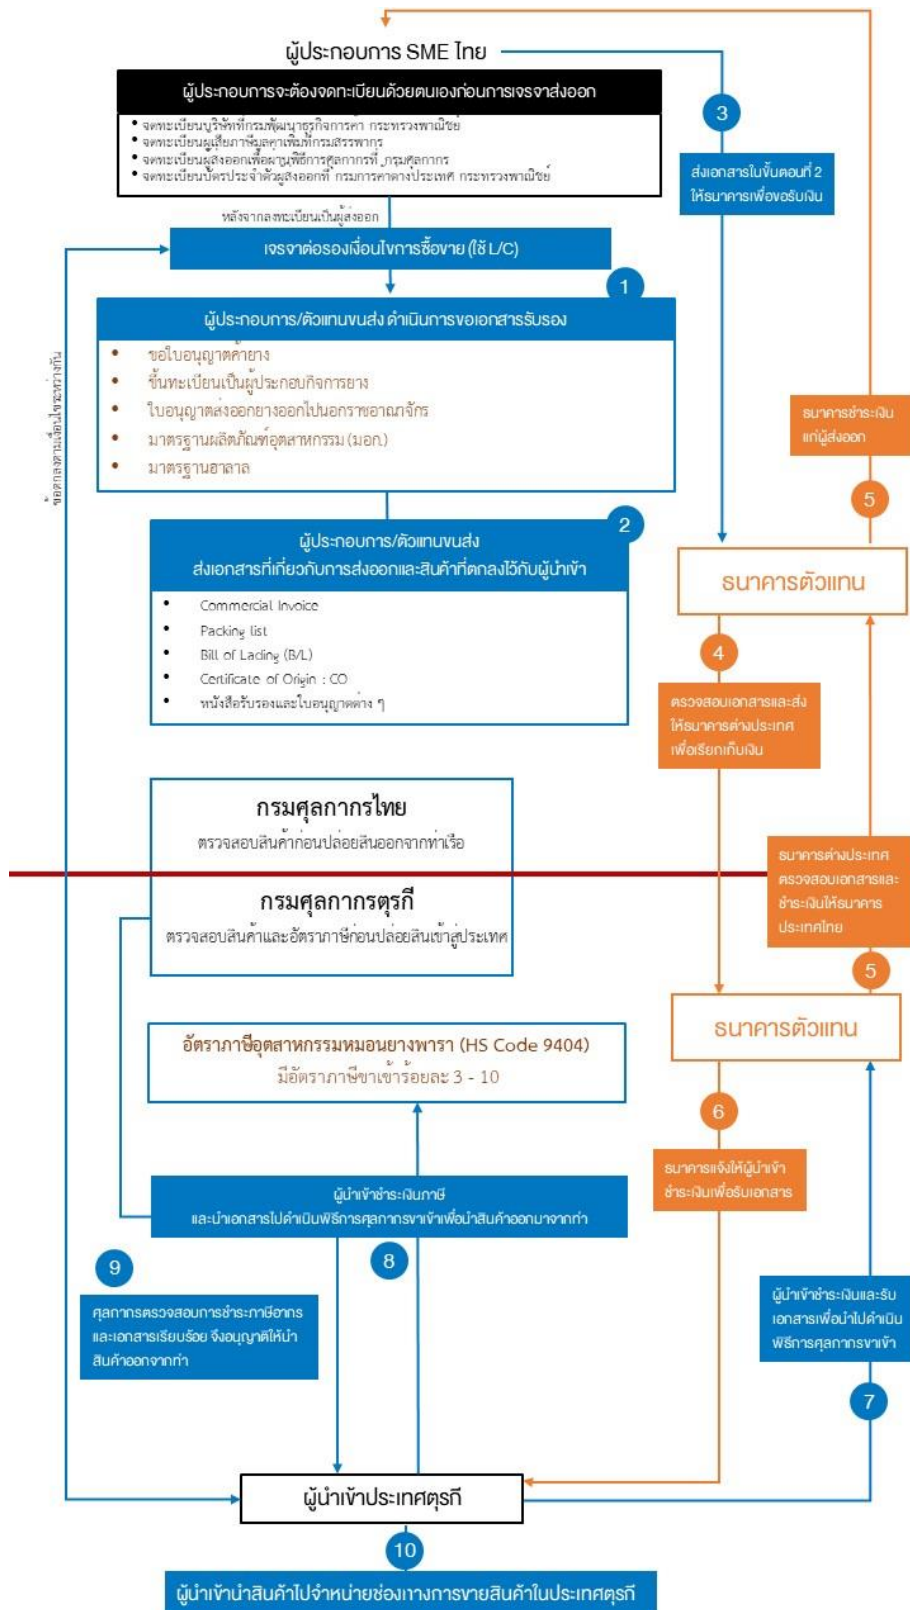 ผู้ประกอบการ SME ไทย
ผู้ประกอบการจะต้องจดทะเบียนด้วยตนเองก่อนการเจรจาส่งออก
• จดทะเบียนบริษัทที่กรมพัฒนาธุรกิจการค้า กระทรวงพาณิชย์
• จดทะเบียนผู้เสียภาษีมูลค่าเพิ่มที่กรมสรรพากร
• จดทะเบียนผู้ส่งออกเพื่อผ่านพิธีการศุลกากรที่ กรมศุลกากร
• จดทะเบียนบัตรประจำตัวผู้ส่งออกที่ กรมการค้าต่างประเทศ กระทรวงพาณิชย์
3
ส่งเอกสารในขั้นตอนที่ 2
ให้ธนาคารเพื่อขอรับเงิน
หลังจากลงทะเบียนเป็นผู้ส่งออก
เจรจาต่อรองเงื่อนไขการซื้อขาย (ใช้ L/C)
1
ผู้ประกอบการ/ตัวแทนขนส่ง ดำเนินการขอเอกสารรับรอง
• ขอใบอนุญาตค้ายาง
• ขึ้นทะเบียนเป็นผู้ประกอบกิจการยาง
• ใบอนุญาตส่งออกยางออกไปนอกราชอาณาจักร
• มาตรฐานผลิตภัณฑ์อุตสาหกรรม (มอก.)
• มาตรฐานฮาลาล
ข้อตกลงตามเงื่อนไขระหว่างกัน
ธนาคารชำระเงิน
แก่ผู้ส่งออก
5
2
ผู้ประกอบการ/ตัวแทนขนส่ง
ส่งเอกสารที่เกี่ยวกับการส่งออกและสินค้าที่ตกลงไว้กับผู้นำเข้า
• Commercial Invoice
• Packing list
• Bill of Lading (B/L)
• Certificate of Origin : CO
• หนังสือรับรองและใบอนุญาตต่าง ๆ
ธนาคารตัวแทน
4
ตรวจสอบเอกสารและส่ง
ให้ธนาคารต่างประเทศ
เพื่อเรียกเก็บเงิน
กรมศุลกากรไทย
ตรวจสอบสินค้าก่อนปล่อยสินออกจากท่าเรือ
กรมศุลกากรตุรกี
ตรวจสอบสินค้าและอัตราภาษีก่อนปล่อยสินเข้าสู่ประเทศ
ธนาคารต่างประเทศ
ตรวจสอบเอกสารและ
ชำระเงินให้ธนาคาร
ประเทศไทย
5
ธนาคารตัวแทน
อัตราภาษีอุตสาหกรรมหมอนยางพารา (HS Code 9404)
มีอัตราภาษีขาเข้าร้อยละ 3 - 10
6
ธนาคารแจ้งให้ผู้นำเข้า
ชำระเงินเพื่อรับเอกสาร
ผู้นำเข้าชำระเงินภาษี
และนำเอกสารไปดำเนินพิธีการศุลกากรขาเข้าเพื่อนำสินค้าออกมาจากท่า
8
9
ศุลกากรตรวจสอบการชำระภาษีอากร
และเอกสารเรียบร้อย จึงอนุญาติให้นำ
สินค้าออกจากท่า
ผู้นำเข้าชำระเงินและรับ
เอกสารเพื่อนำไปดำเนิน
พิธีการศุลกากรขาเข้า
7
ผู้นำเข้าประเทศตุรกี
10
ผู้นำเข้านำสินค้าไปจำหน่ายช่องทางการขายสินค้าในประเทศตุรกี